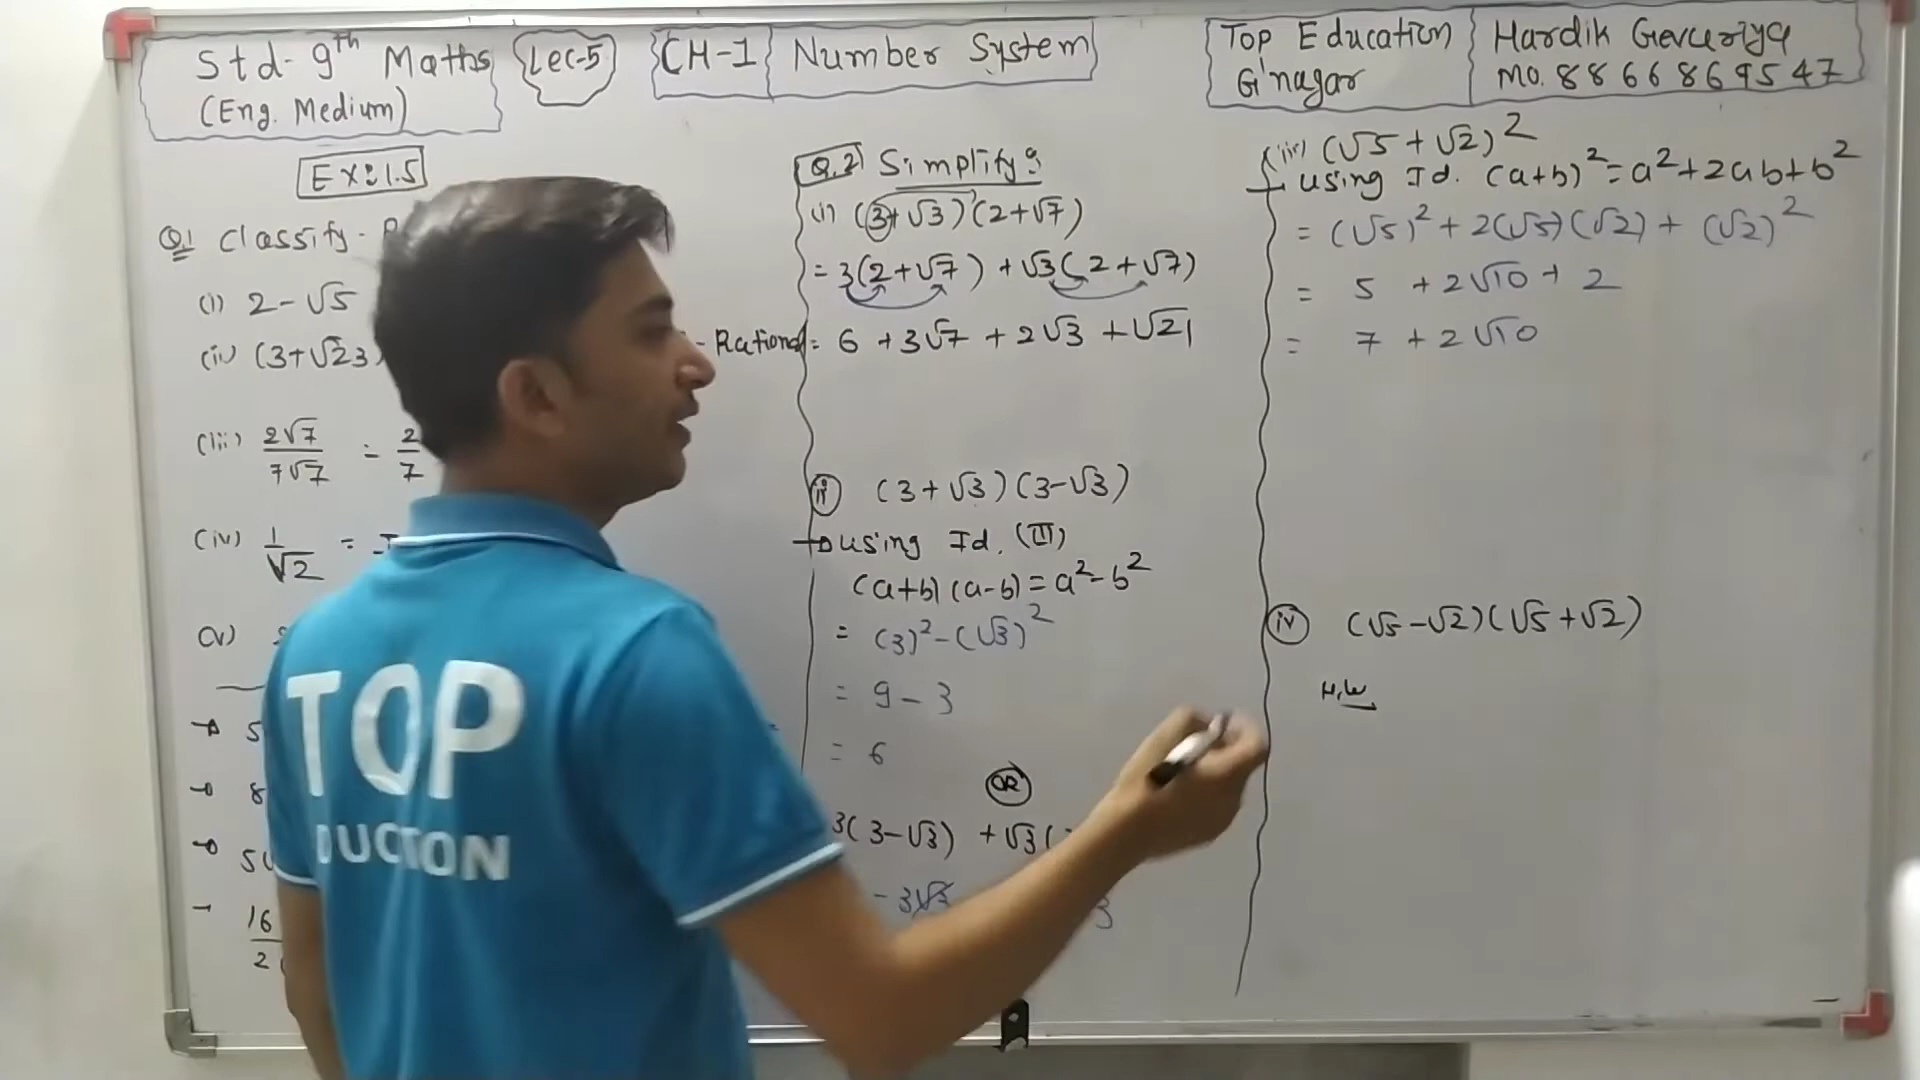 Std- 9th Maths
(Eng. Medium)
Lec-5
CH-1
Number System
Top Education
G'nagar
Hardik Gevariya
Mo. 8866869547
Ex:1.5
Q.1 Classify -
(i) 2-√5
(ii) (3+√23)
- Rational
(iii) 2√7/7√7 = 2/7
(iv) 1/√2 =
(v)
16
2
Q.2 Simplify :
(i) (3+√3)(2+√7)
= 3(2+√7) + √3(2+√7)
= 6 + 3√7 + 2√3 + √21
(ii) (3+√3)(3-√3)
→ using Id. (II)
(a+b)(a-b) = a²-b²
= (3)²-(√3)²
= 9-3
= 6
OR
3(3-√3) + √3(
- 3√3
3
(iii) (√5+√2)²
→ using Id. (a+b)² = a²+2ab+b²
= (√5)² + 2(√5)(√2) + (√2)²
= 5 + 2√10 + 2
= 7 + 2√10
(iv) (√5-√2)(√5+√2)
H.W
TOP
DUCTION